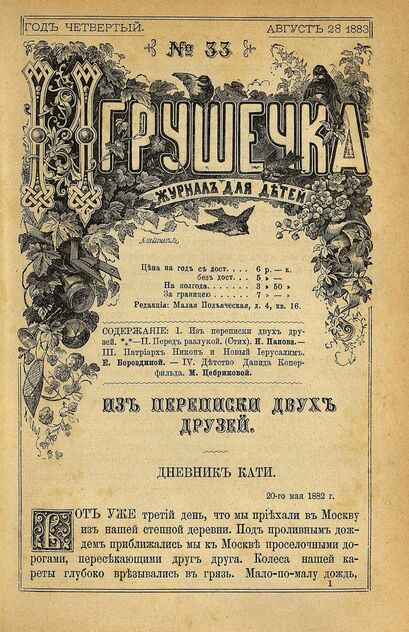 ГОДЪ ЧЕТВЕРТЫЙ. АВГУСТЪ 28 1883
№ 33
ИГРУШЕЧКА
ЖУРНАЛЪ ДЛЯ ДѢТЕЙ
Цѣна на годъ съ дост. . . . 6 р. — к.
без дост. . . . 5 » — »
На полгода. . . . . 3 » 50 »
За границею. . . . . 7 » — »
Редакція: Малая Подъяческая, д. 4, кв. 16.
СОДЕРЖАНІЕ: I. Изъ переписки двухъ дру-
зей. *⁎* — II. Передъ разлукой. (Стих). Н. Панова. —
III. Патріархъ Никонъ и Новый Іерусалимъ.
Е. Бороздиной. — IV. Дѣтство Давида Копер-
фильда. М. Цебриковой.
ИЗЪ ПЕРЕПИСКИ ДВУХЪ
ДРУЗЕЙ.
ДНЕВНИКЪ КАТИ.
20-го мая 1882 г.
ВОТЪ УЖЕ третій день, что мы пріѣхали въ Москву
изъ нашей степной деревни. Подъ проливнымъ дож-
демъ приближались мы къ Москвѣ проселочными до-
рогами, пересѣкающими другъ друга. Колеса нашей ка-
реты глубоко врѣзывались въ грязь. Мало-по-малу дождь,
1